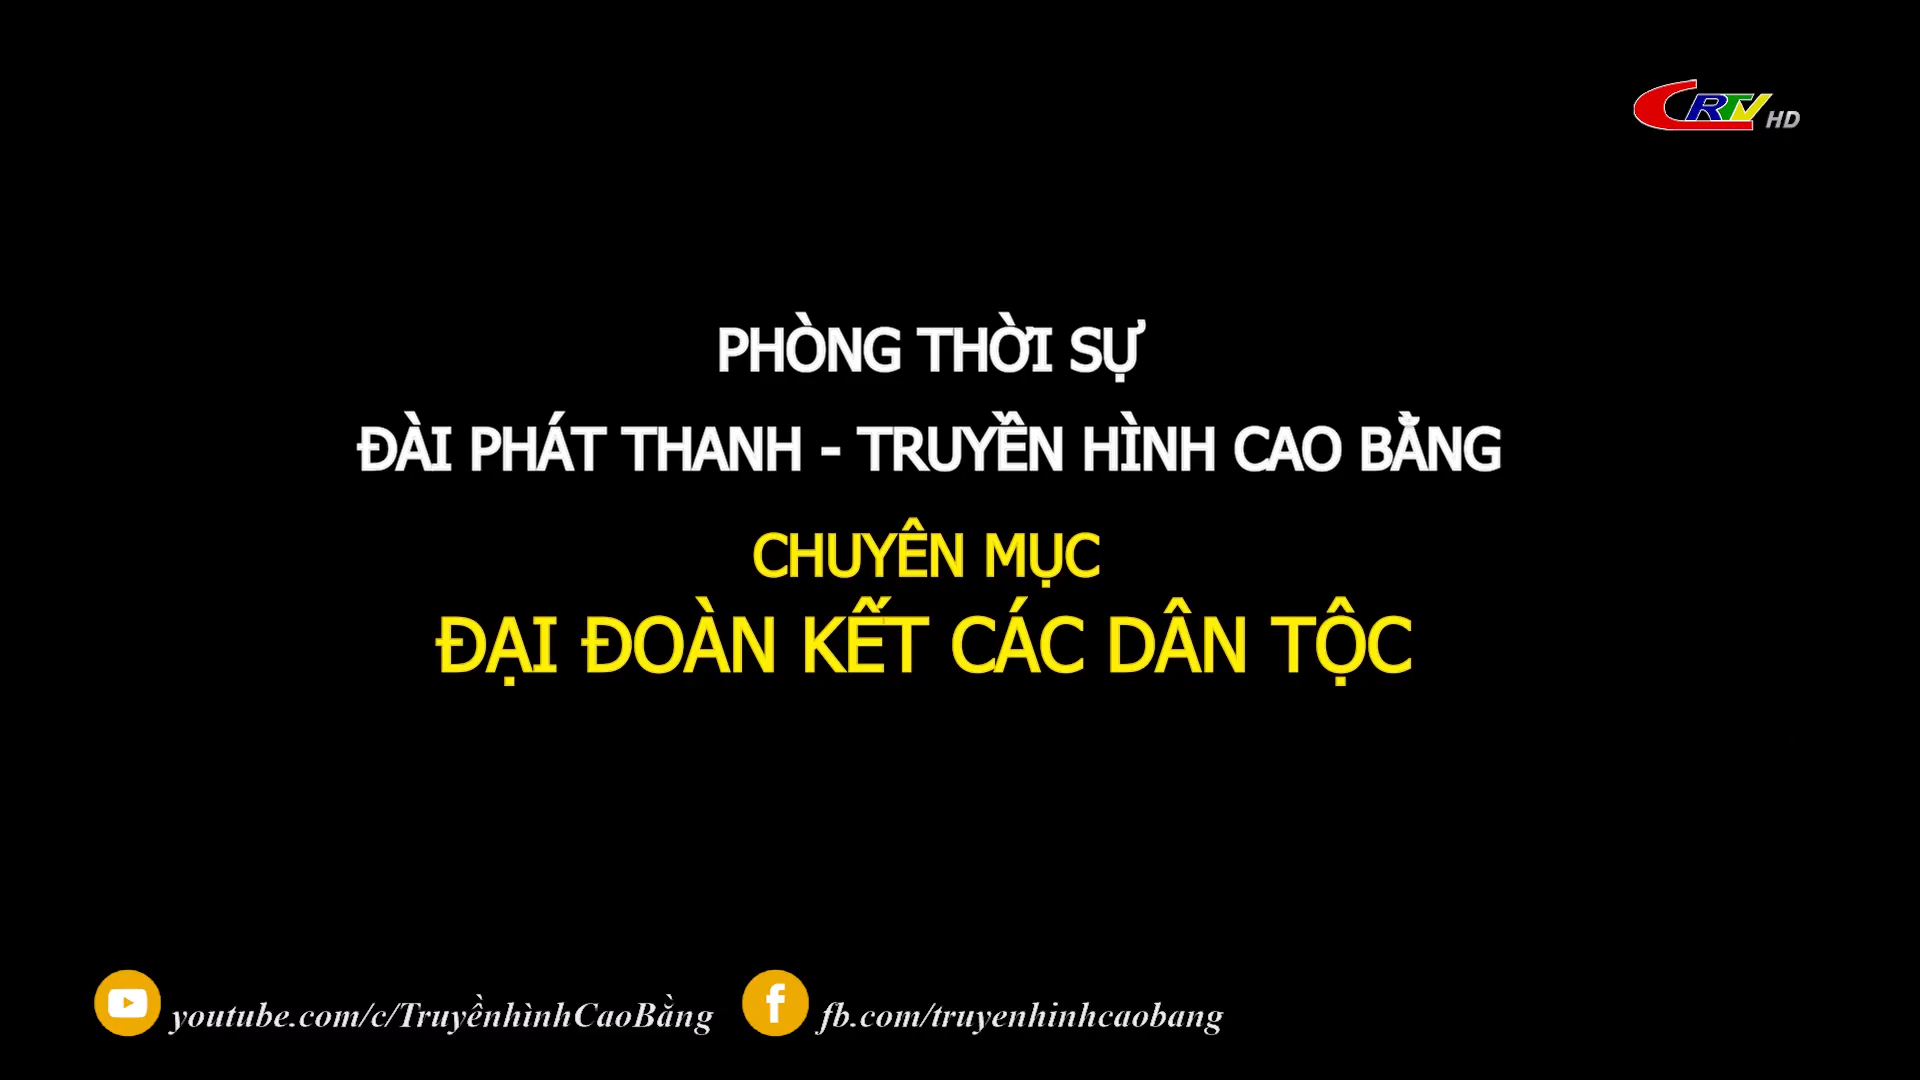 CRTV HD
PHÒNG THỜI SỰ
ĐÀI PHÁT THANH - TRUYỀN HÌNH CAO BẰNG
CHUYÊN MỤC
ĐẠI ĐOÀN KẾT CÁC DÂN TỘC
youtube.com/c/TruyềnhìnhCaoBằng fb.com/truyenhinhcaobang